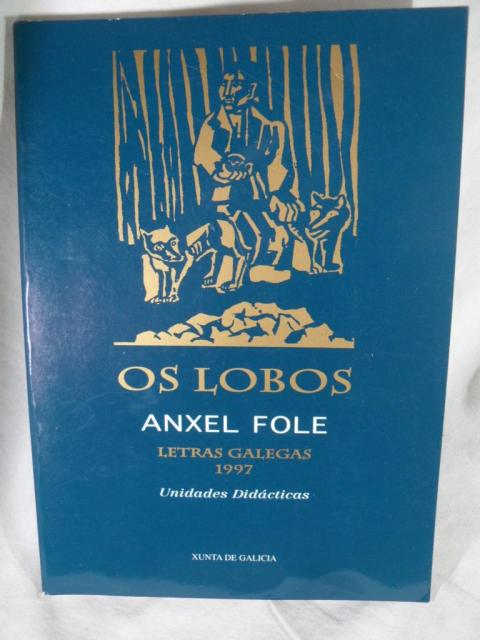 OS LOBOS
ANXEL FOLE
LETRAS GALEGAS
1997
Unidades Didácticas
XUNTA DE GALICIA